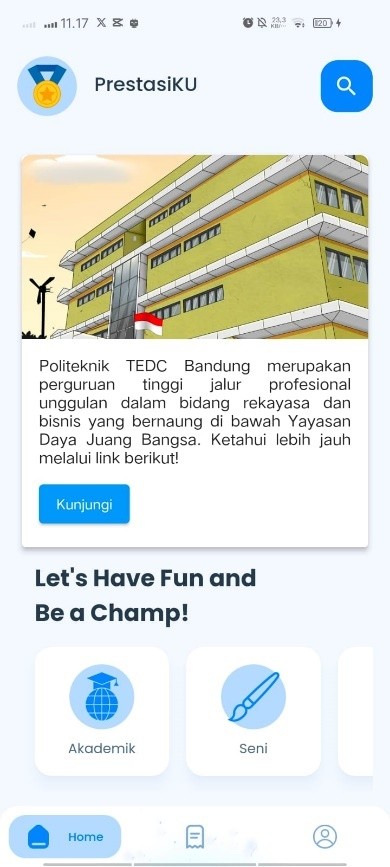 11.17
23,3
KB/s
20
PrestasiKU
Politeknik TEDC Bandung merupakan
perguruan tinggi jalur profesional
unggulan dalam bidang rekayasa dan
bisnis yang bernaung di bawah Yayasan
Daya Juang Bangsa. Ketahui lebih jauh
melalui link berikut!
Kunjungi
Let's Have Fun and
Be a Champ!
Akademik
Seni
Home